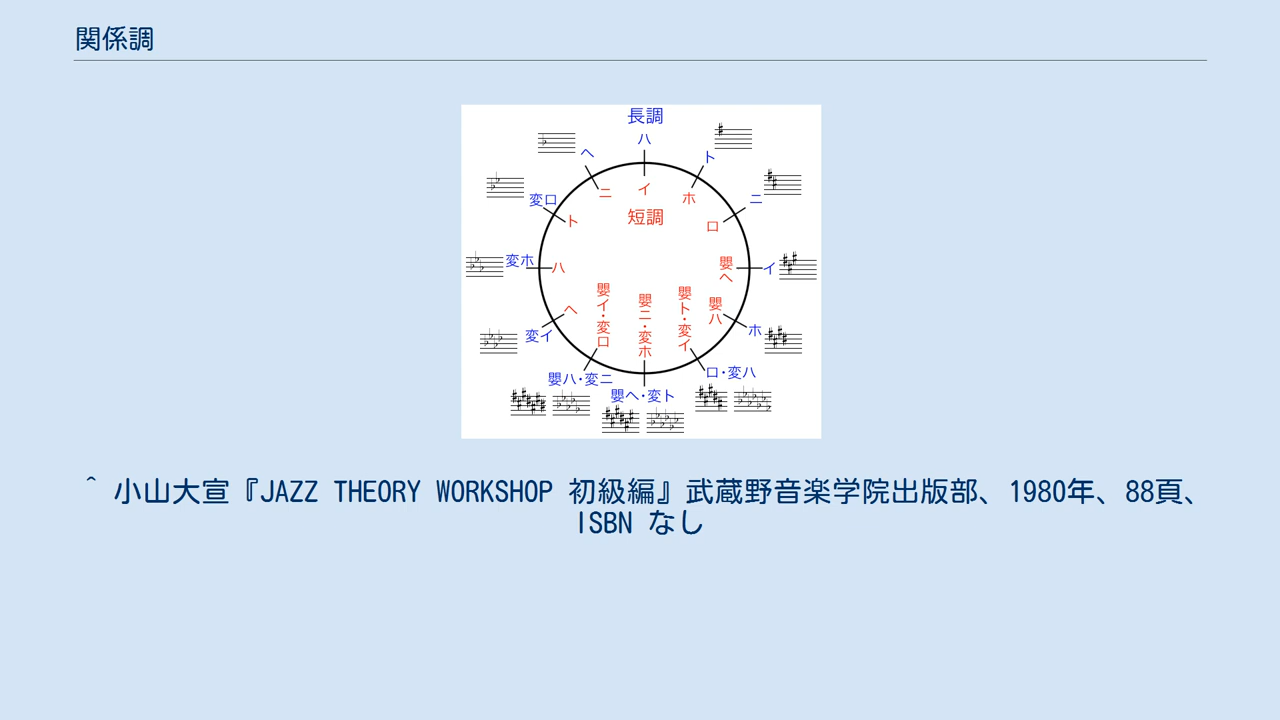 関係調
長調
ハ
ト
ニ
イ
ホ
ロ・変ハ
嬰へ・変ト
嬰ハ・変ニ
変イ
変ホ
変ロ
ヘ
短調
イ
ホ
ロ
嬰へ
嬰ハ
嬰ト・変イ
嬰ニ・変ホ
嬰イ・変ロ
ヘ
ハ
ト
ニ
^ 小山大宣『JAZZ THEORY WORKSHOP 初級編』武蔵野音楽学院出版部、1980年、88頁、
ISBN なし